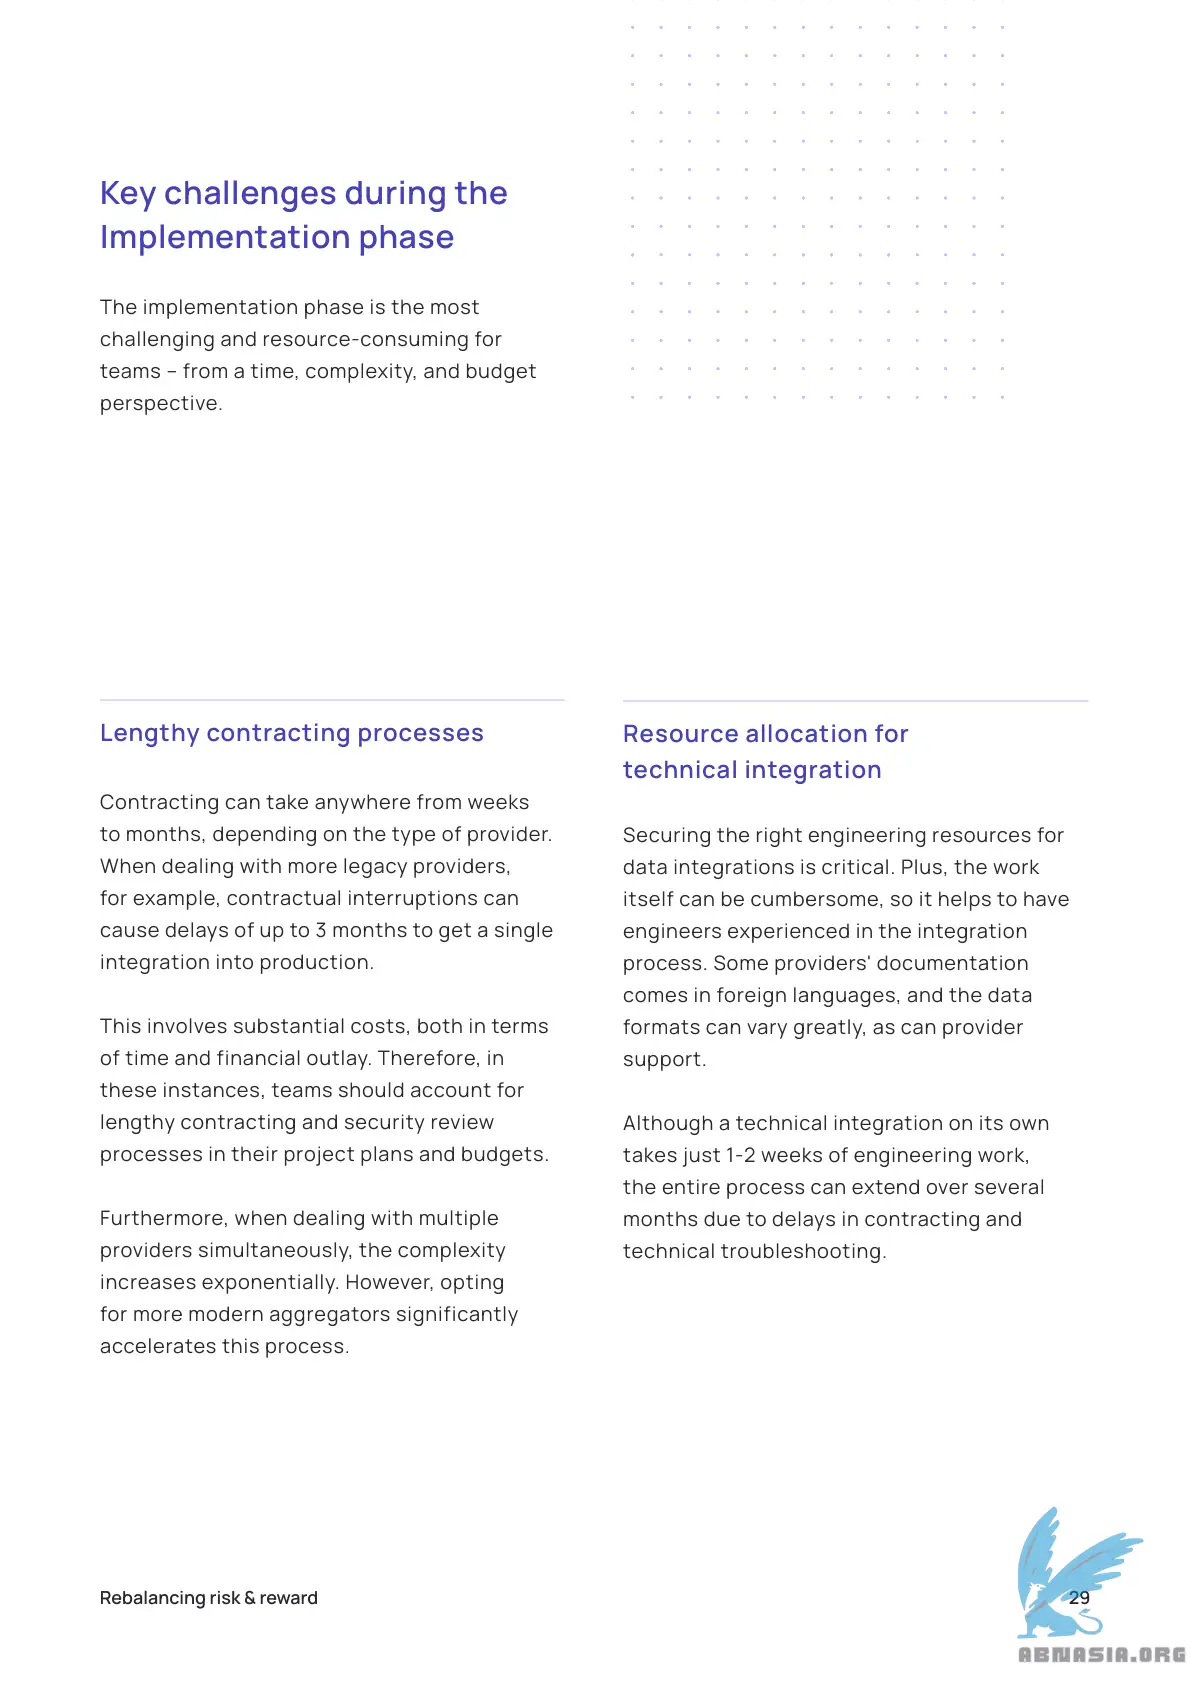 Key challenges during the
Implementation phase
The implementation phase is the most
challenging and resource-consuming for
teams – from a time, complexity, and budget
perspective.
Lengthy contracting processes
Contracting can take anywhere from weeks
to months, depending on the type of provider.
When dealing with more legacy providers,
for example, contractual interruptions can
cause delays of up to 3 months to get a single
integration into production.
This involves substantial costs, both in terms
of time and financial outlay. Therefore, in
these instances, teams should account for
lengthy contracting and security review
processes in their project plans and budgets.
Furthermore, when dealing with multiple
providers simultaneously, the complexity
increases exponentially. However, opting
for more modern aggregators significantly
accelerates this process.
Resource allocation for
technical integration
Securing the right engineering resources for
data integrations is critical. Plus, the work
itself can be cumbersome, so it helps to have
engineers experienced in the integration
process. Some providers' documentation
comes in foreign languages, and the data
formats can vary greatly, as can provider
support.
Although a technical integration on its own
takes just 1-2 weeks of engineering work,
the entire process can extend over several
months due to delays in contracting and
technical troubleshooting.
Rebalancing risk & reward
29
ABNASIA.ORG